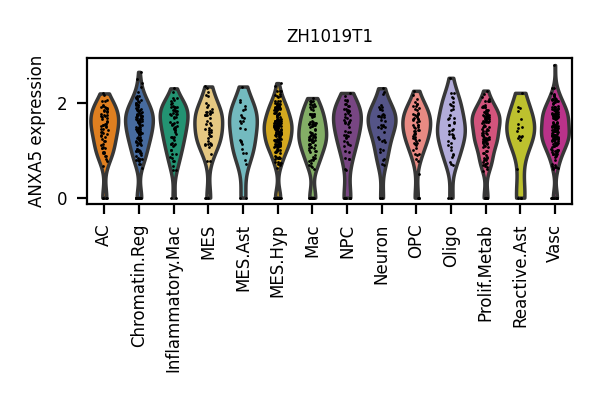 ZH1019T1
ANXA5 expression
2
0
AC
Chromatin.Reg
Inflammatory.Mac
MES
MES.Ast
MES.Hyp
Mac
NPC
Neuron
OPC
Oligo
Prolif.Metab
Reactive.Ast
Vasc